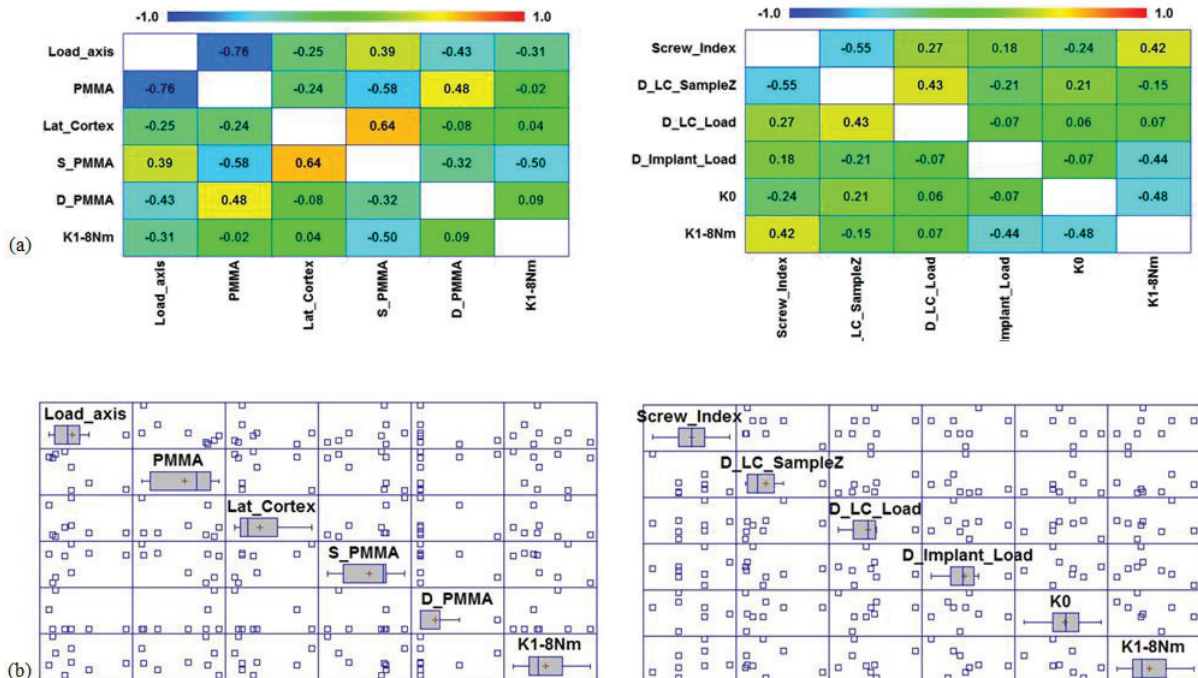 -1.0 1.0
Load_axis -0.76 -0.25 0.39 -0.43 -0.31
PMMA -0.76 -0.24 -0.58 0.48 -0.02
Lat_Cortex -0.25 -0.24 0.64 -0.08 0.04
S_PMMA 0.39 -0.58 0.64 -0.32 -0.50
D_PMMA -0.43 0.48 -0.08 -0.32 0.09
K1-8Nm -0.31 -0.02 0.04 -0.50 0.09
(a)
Load_axis PMMA Lat_Cortex S_PMMA D_PMMA K1-8Nm
-1.0 1.0
Screw_Index -0.55 0.27 0.18 -0.24 0.42
D_LC_SampleZ -0.55 0.43 -0.21 0.21 -0.15
D_LC_Load 0.27 0.43 -0.07 0.06 0.07
D_Implant_Load 0.18 -0.21 -0.07 -0.07 -0.44
K0 -0.24 0.21 0.06 -0.07 -0.48
K1-8Nm 0.42 -0.15 0.07 -0.44 -0.48
Screw_Index _LC_SampleZ D_LC_Load Implant_Load K0 K1-8Nm
Load_axis
PMMA
Lat_Cortex
S_PMMA
D_PMMA
K1-8Nm
(b)
Screw_Index
D_LC_SampleZ
D_LC_Load
D_Implant_Load
K0
K1-8Nm